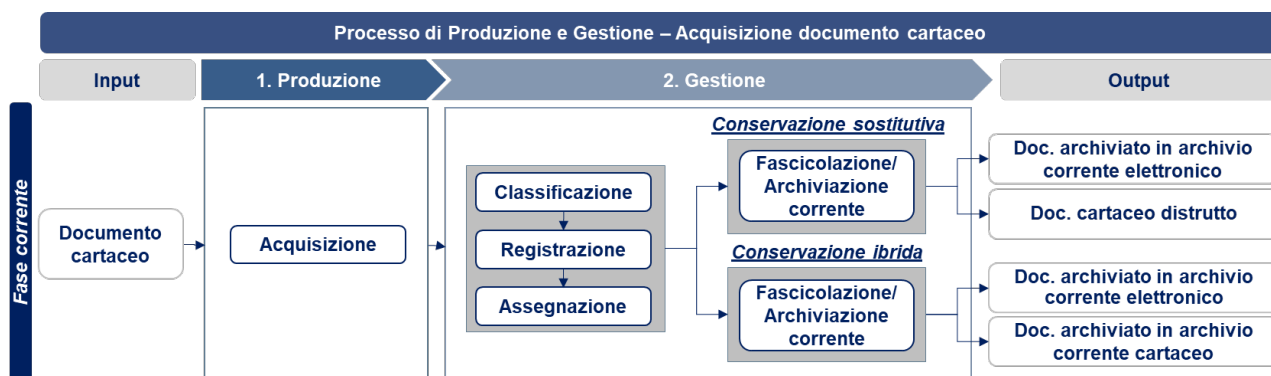 Processo di Produzione e Gestione – Acquisizione documento cartaceo
Input
1. Produzione
2. Gestione
Output
Fase corrente
Documento
cartaceo
Acquisizione
Classificazione
Registrazione
Assegnazione
Conservazione sostitutiva
Fascicolazione/
Archiviazione
corrente
Conservazione ibrida
Fascicolazione/
Archiviazione
corrente
Doc. archiviato in archivio
corrente elettronico
Doc. cartaceo distrutto
Doc. archiviato in archivio
corrente elettronico
Doc. archiviato in archivio
corrente cartaceo